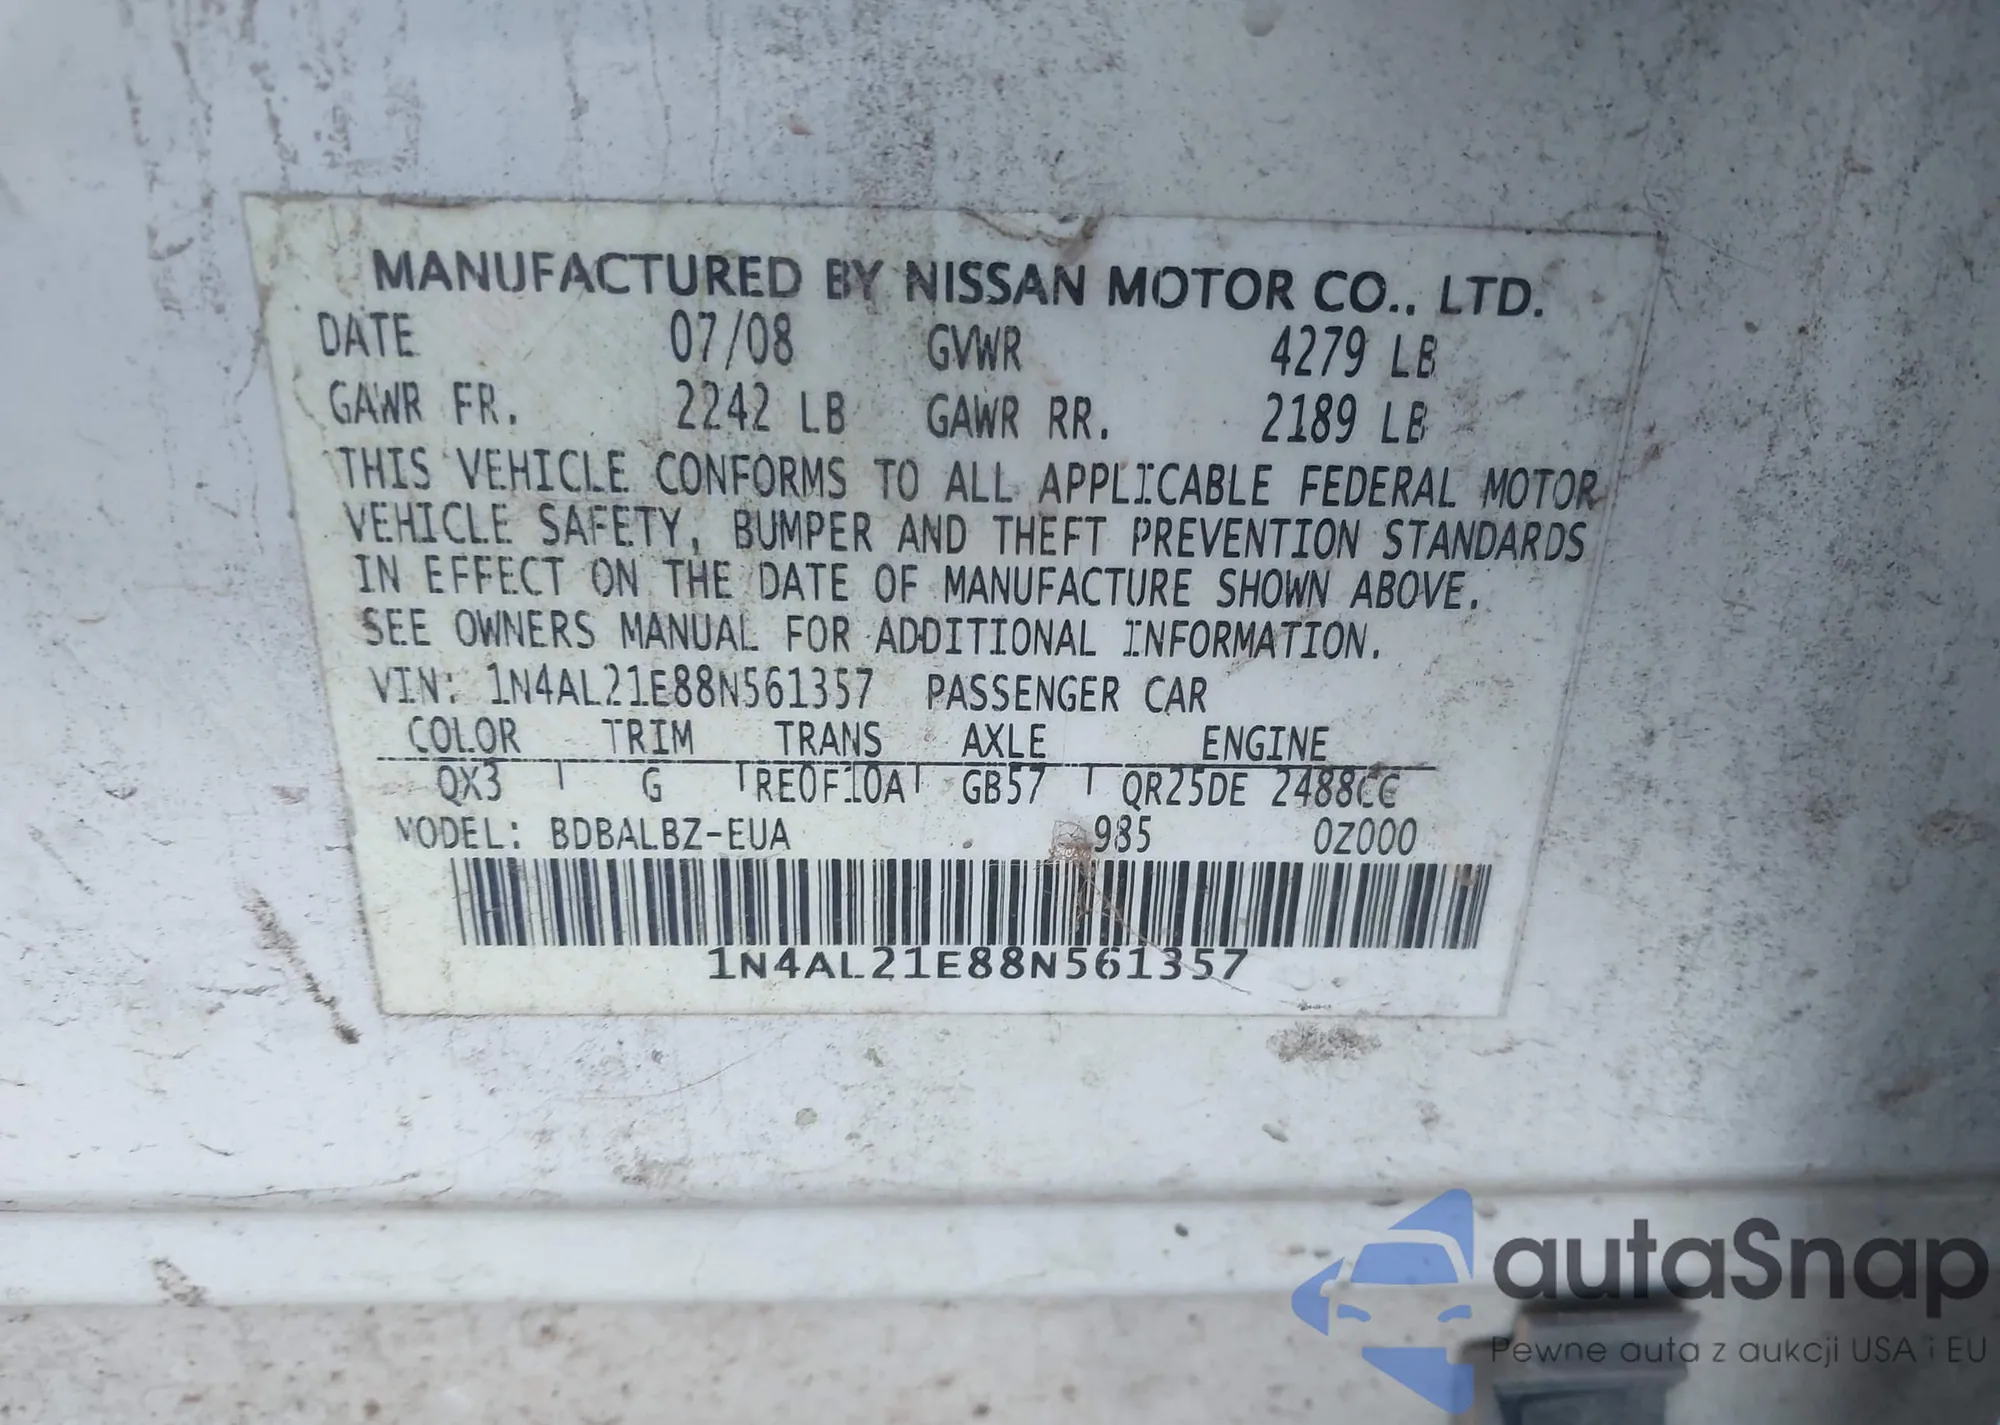 MANUFACTURED BY NISSAN MOTOR CO., LTD.
DATE 07/08 GVWR 4279 LB
GAWR FR. 2242 LB GAWR RR. 2189 LB
THIS VEHICLE CONFORMS TO ALL APPLICABLE FEDERAL MOTOR
VEHICLE SAFETY, BUMPER AND THEFT PREVENTION STANDARDS
IN EFFECT ON THE DATE OF MANUFACTURE SHOWN ABOVE.
SEE OWNERS MANUAL FOR ADDITIONAL INFORMATION.
VIN: 1N4AL21E88N561357 PASSENGER CAR
COLOR TRIM TRANS AXLE ENGINE
QX3 G RE0F10A GB57 QR25DE 2488CC
MODEL: BDBALBZ-EUA 985 0Z000
1N4AL21E88N561357
autaSnap
Pewne auta z aukcji USA i EU